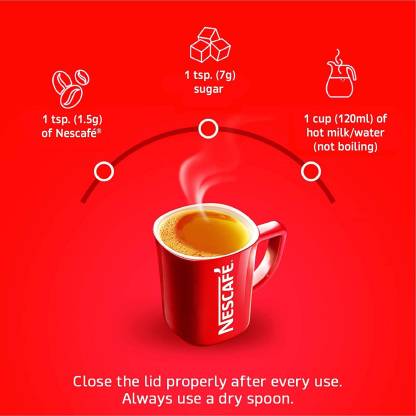 1 tsp. (7g)
sugar
1 tsp. (1.5g)
of Nescafé®
1 cup (120ml) of
hot milk/water
(not boiling)
NESCAFÉ.
Close the lid properly after every use.
Always use a dry spoon.